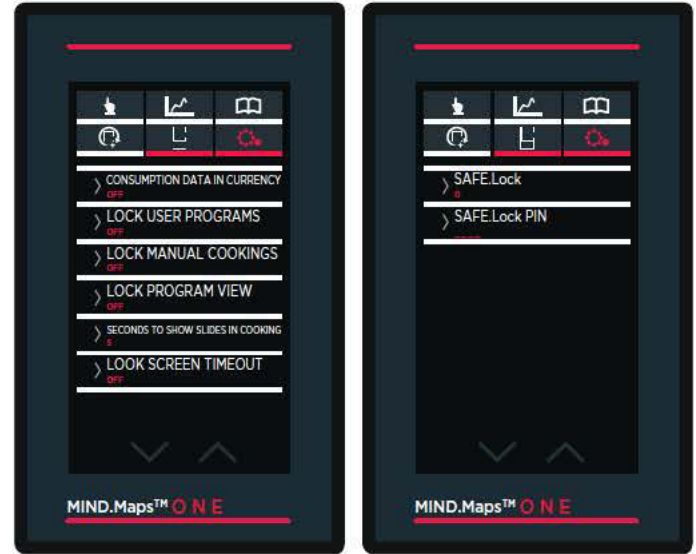 CONSUMPTION DATA IN CURRENCY
OFF
LOCK USER PROGRAMS
OFF
LOCK MANUAL COOKINGS
OFF
LOCK PROGRAM VIEW
OFF
SECONDS TO SHOW SLIDES IN COOKING
5
LOOK SCREEN TIMEOUT
OFF
MIND.Maps™ ONE
SAFE.Lock
0
SAFE.Lock PIN
----
MIND.Maps™ ONE